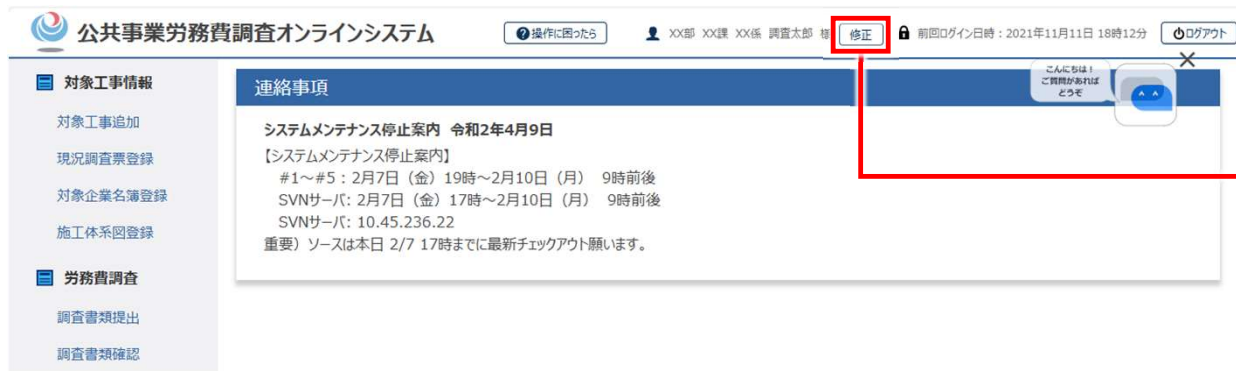 公共事業労務費調査オンラインシステム
操作に困ったら
XX部 XX課 XX係 調査太郎 様
修正
前回ログイン日時：2021年11月11日 18時12分
ログアウト
対象工事情報
対象工事追加
現況調査票登録
対象企業名簿登録
施工体系図登録
労務費調査
調査書類提出
調査書類確認
連絡事項
こんにちは！
ご質問があれば
どうぞ
システムメンテナンス停止案内 令和2年4月9日
【システムメンテナンス停止案内】
#1～#5：2月7日（金）19時～2月10日（月） 9時前後
SVNサーバ: 2月7日（金）17時～2月10日（月） 9時前後
SVNサーバ: 10.45.236.22
重要）ソースは本日 2/7 17時までに最新チェックアウト願います。